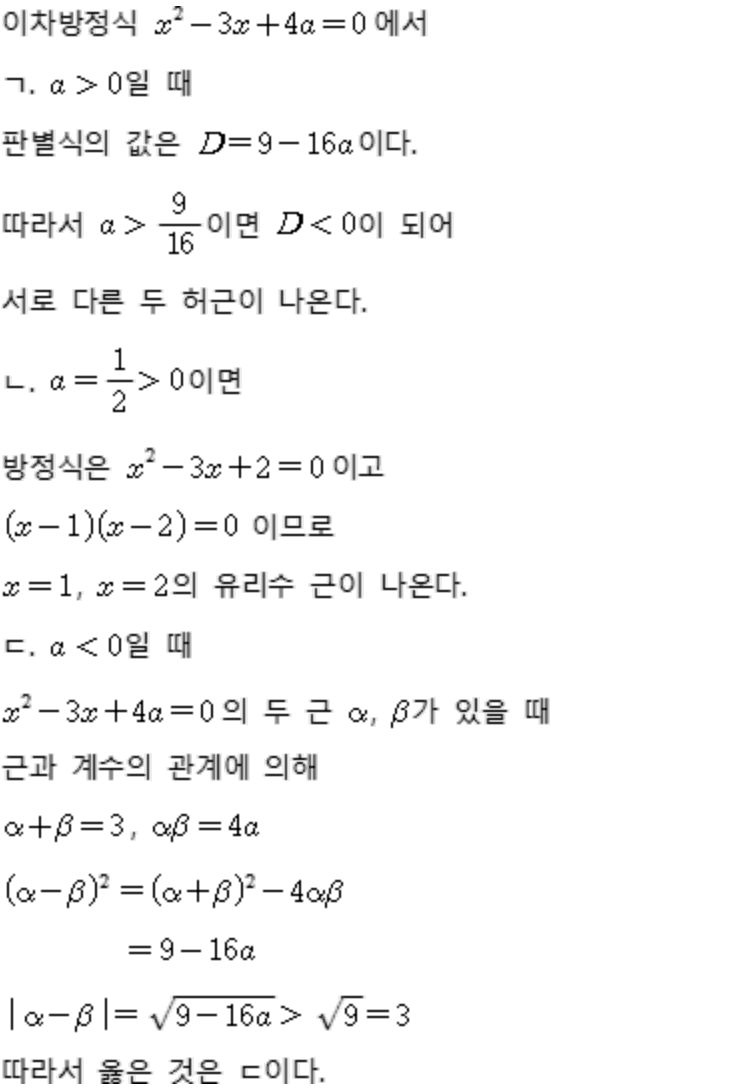 이차방정식 x² − 3x + 4a = 0 에서
ㄱ. a > 0일 때
판별식의 값은 D = 9 − 16a 이다.
따라서 a > 9/16 이면 D < 0이 되어
서로 다른 두 허근이 나온다.
ㄴ. a = 1/2 > 0 이면
방정식은 x² − 3x + 2 = 0 이고
(x − 1)(x − 2) = 0 이므로
x = 1, x = 2의 유리수 근이 나온다.
ㄷ. a < 0일 때
x² − 3x + 4a = 0 의 두 근 α, β가 있을 때
근과 계수의 관계에 의해
α + β = 3, αβ = 4a
(α − β)² = (α + β)² − 4αβ
= 9 − 16a
|α − β| = √(9 − 16a) > √9 = 3
따라서 옳은 것은 ㄷ이다.